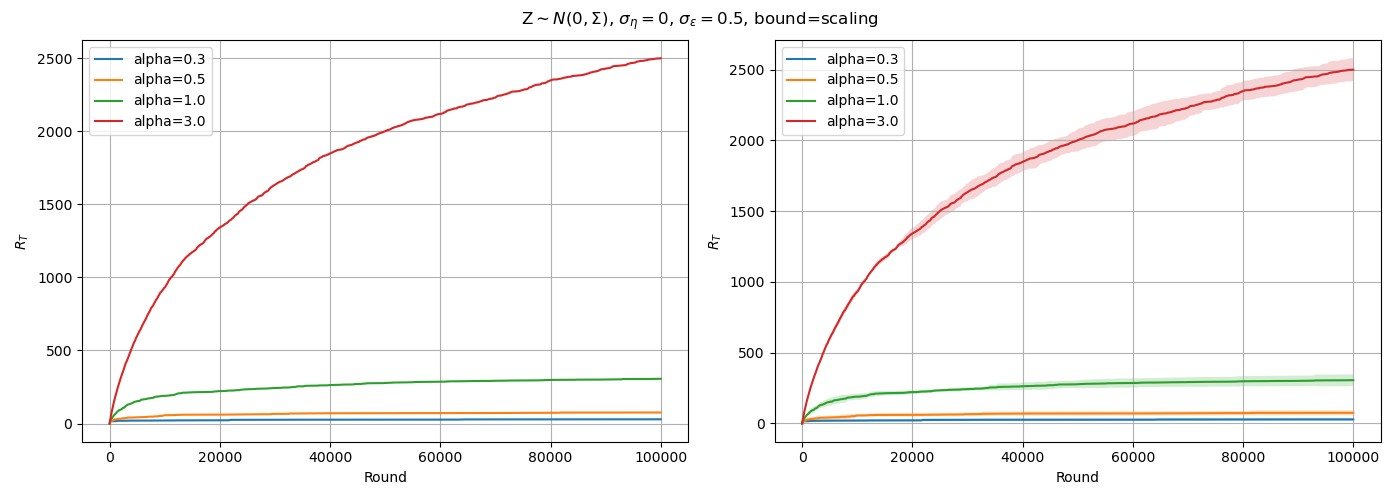 Z ~ N(0, Σ), σ_η = 0, σ_ε = 0.5, bound=scaling
alpha=0.3
alpha=0.5
alpha=1.0
alpha=3.0
R_T
2500
2000
1500
1000
500
0
0 20000 40000 60000 80000 100000
Round
alpha=0.3
alpha=0.5
alpha=1.0
alpha=3.0
R_T
2500
2000
1500
1000
500
0
0 20000 40000 60000 80000 100000
Round